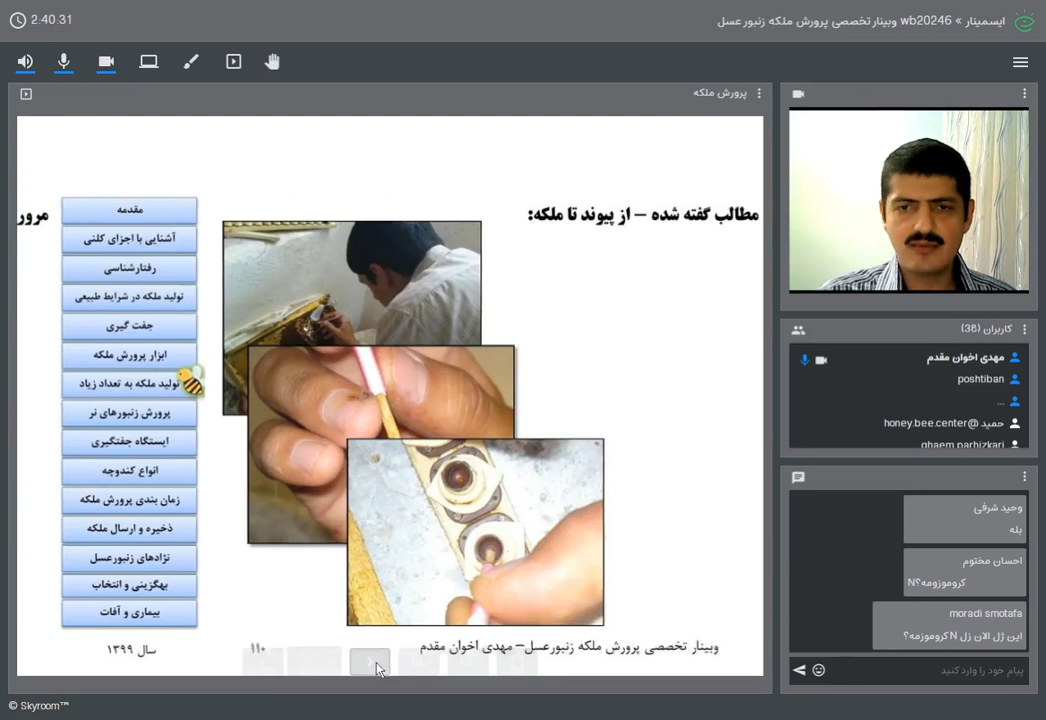 2:40:31
ایسمینار » wb20246 وبینار تخصصی پرورش ملکه زنبور عسل
پرورش ملکه
مطالب گفته شده – از پیوند تا ملکه:
مرور
مقدمه
آشنایی با اجزای کلنی
رفتارشناسی
تولید ملکه در شرایط طبیعی
جفت گیری
ابزار پرورش ملکه
تولید ملکه به تعداد زیاد
پرورش زنبورهای نر
ایستگاه جفتگیری
انواع کندوچه
زمان بندی پرورش ملکه
ذخیره و ارسال ملکه
نژادهای زنبورعسل
بهگزینی و انتخاب
بیماری و آفات
وبینار تخصصی پرورش ملکه زنبورعسل– مهدی اخوان مقدم
۱۱۰
سال ۱۳۹۹
کاربران (38)
مهدی اخوان مقدم
poshtiban
...
حمید @honey.bee.center
ghaem parhizkari
وحید شرفی
بله
احسان مختوم
کروموزومه؟N
moradi smotafa
این ژل الان زل N کروموزمه؟
پیام خود را وارد کنید
© Skyroom™